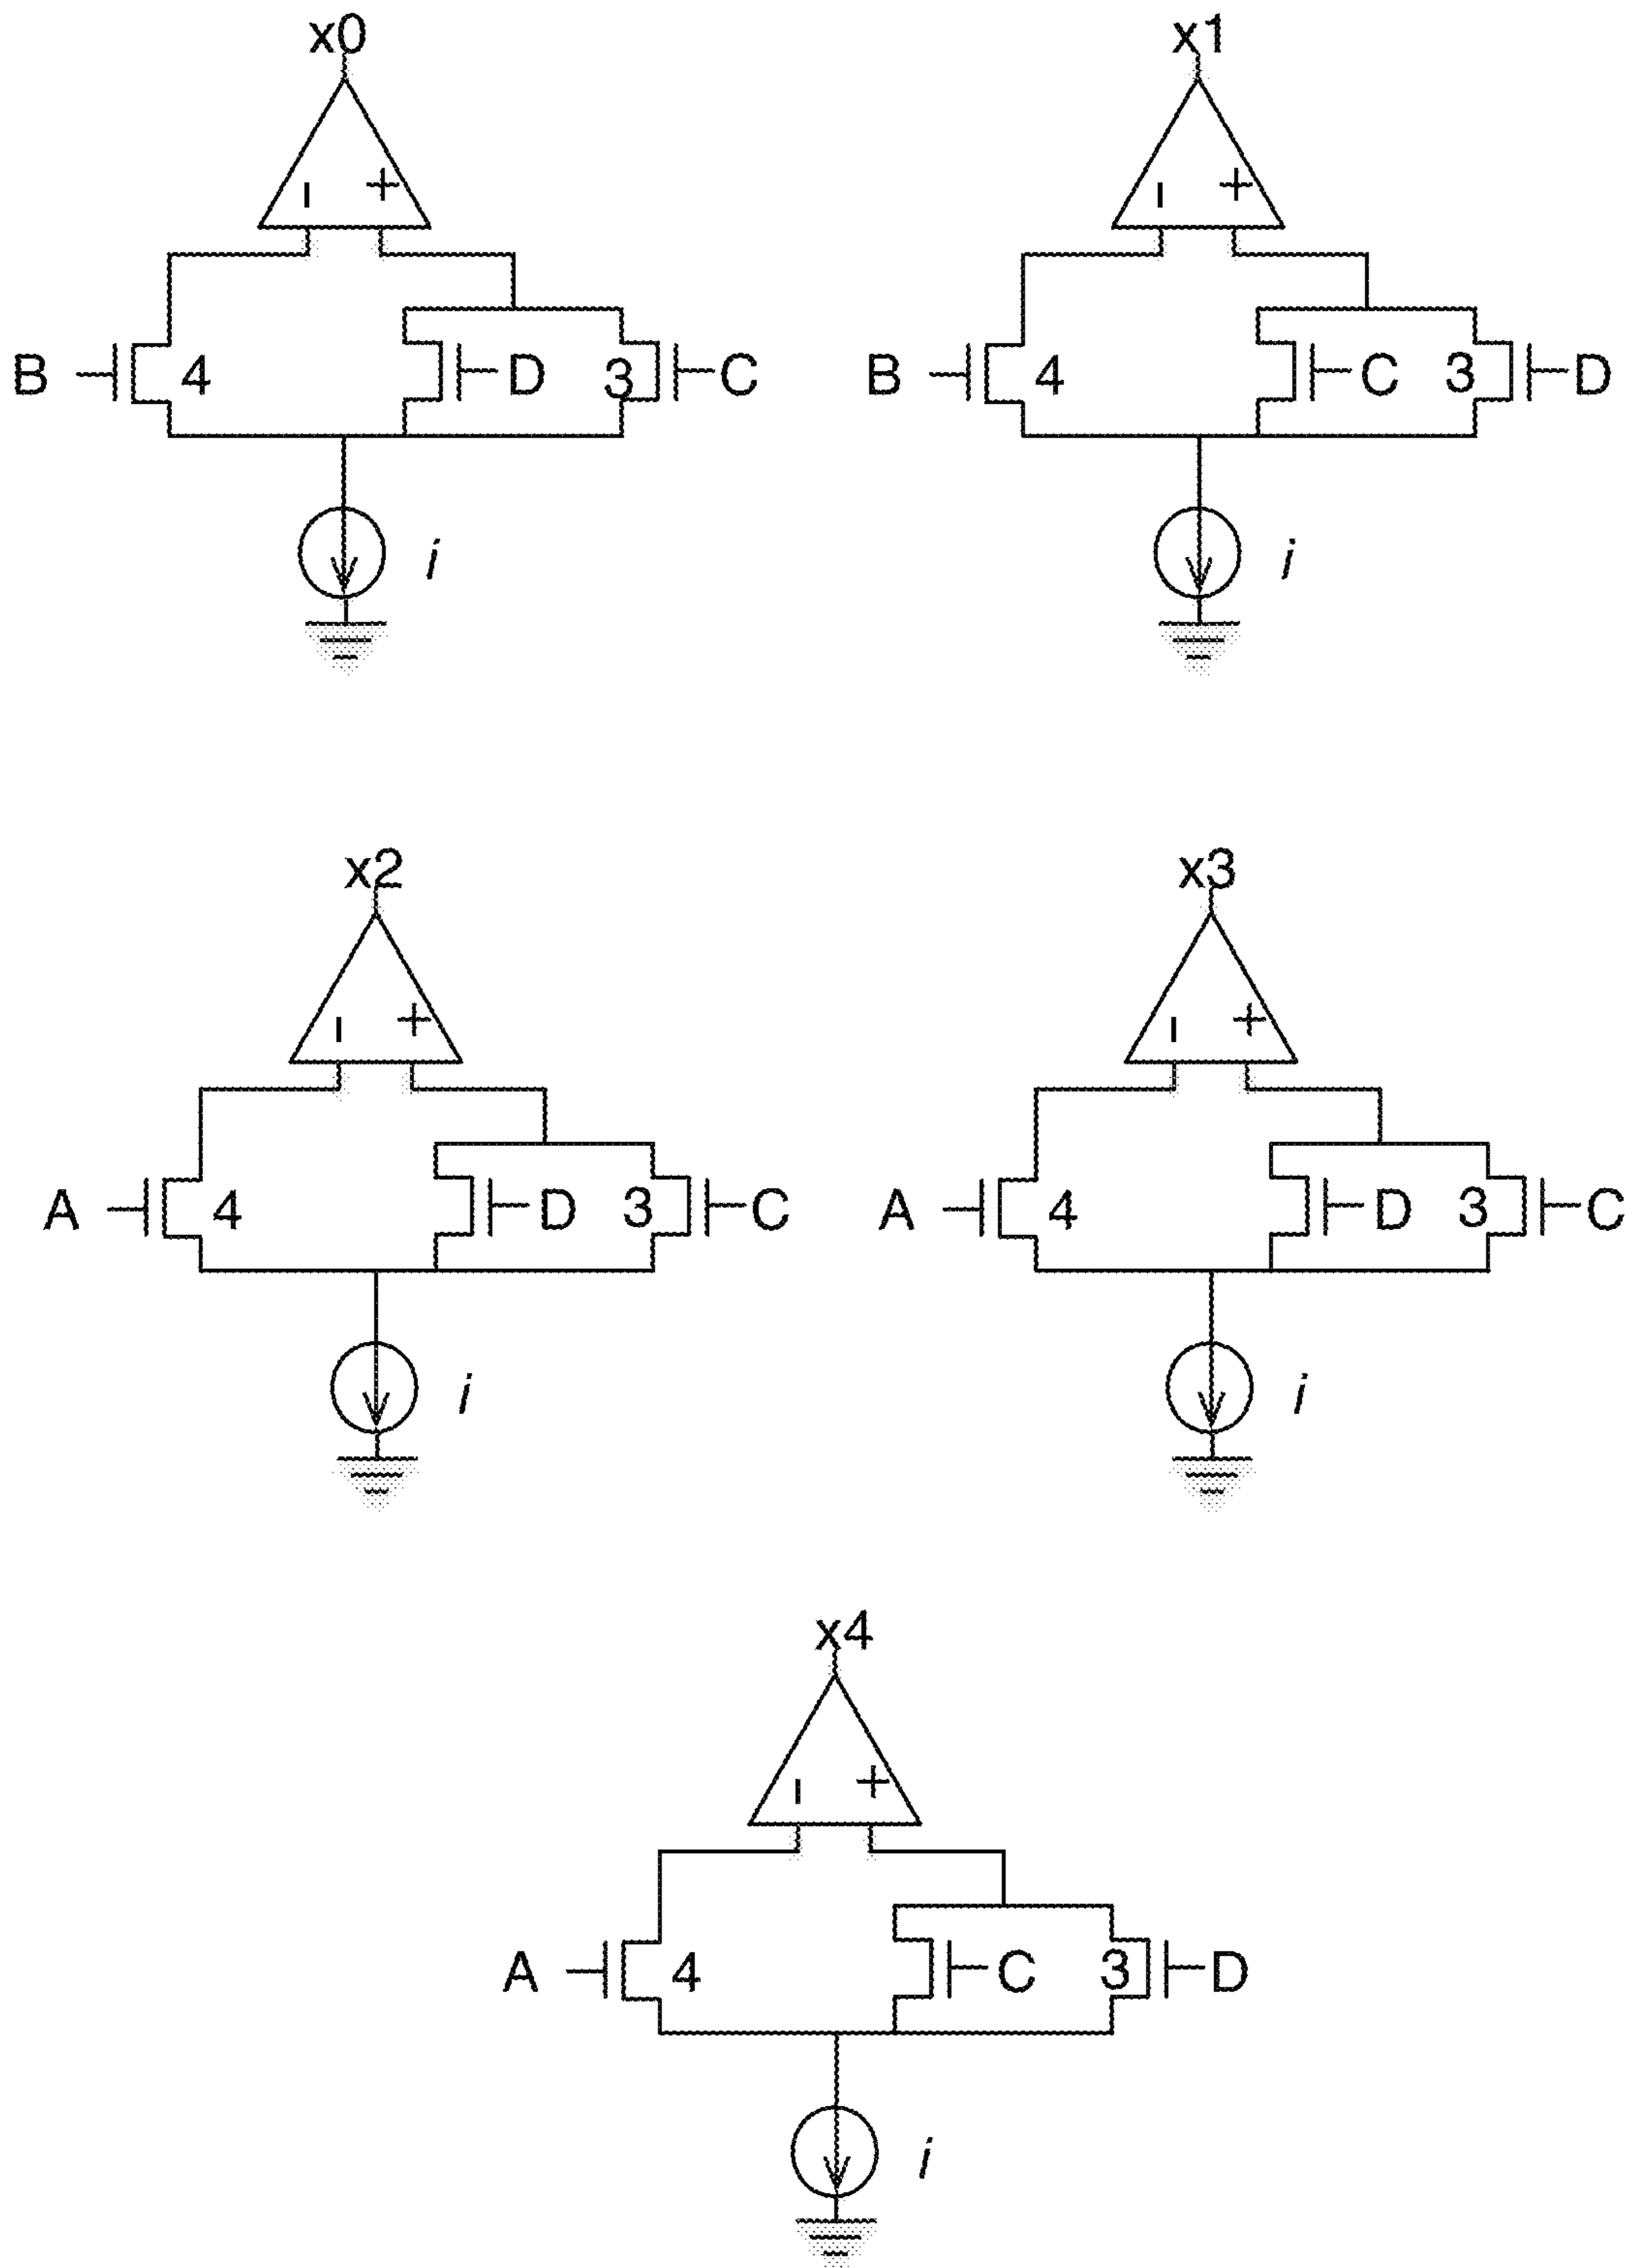 x0 x1
− + − +
B 4 D 3 C B 4 C 3 D
i i
x2 x3
− + − +
A 4 D 3 C A 4 D 3 C
i i
x4
− +
A 4 C 3 D
i